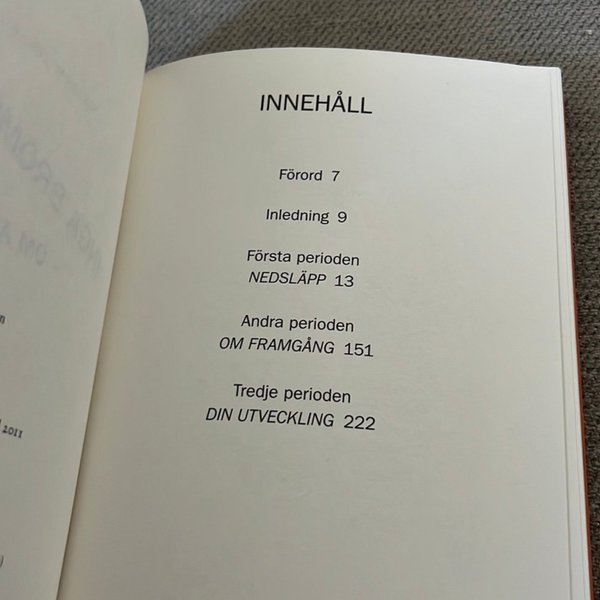 INNEHÅLL
Förord 7
Inledning 9
Första perioden
NEDSLÄPP 13
Andra perioden
OM FRAMGÅNG 151
Tredje perioden
DIN UTVECKLING 222
2011